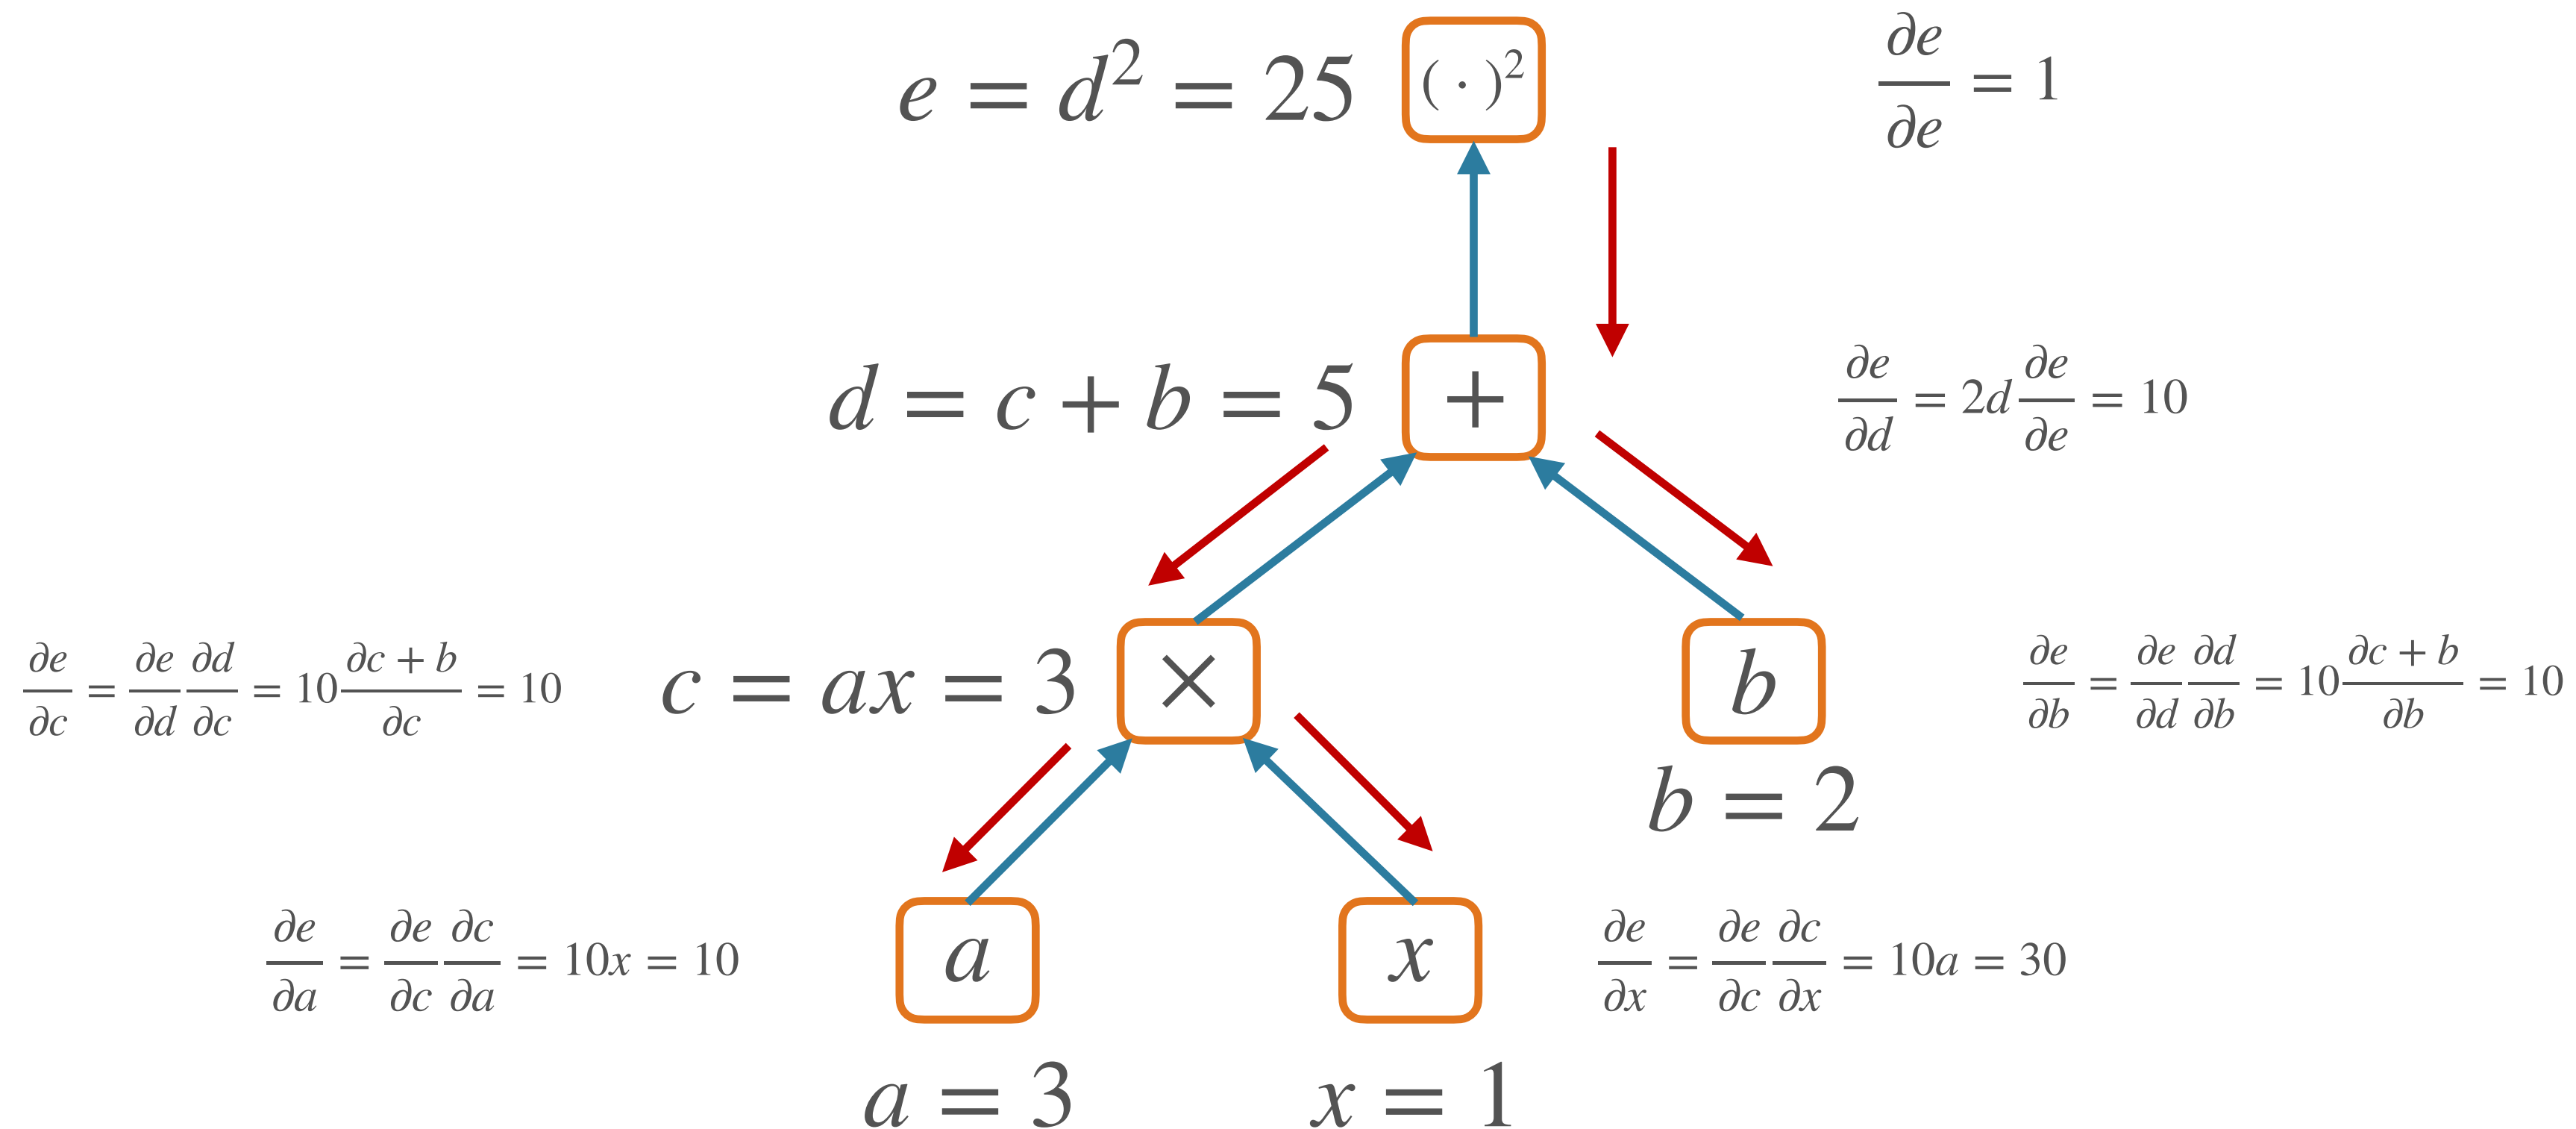 e = d² = 25
( · )²
∂e/∂e = 1
d = c + b = 5
+
∂e/∂d = 2d ∂e/∂e = 10
∂e/∂c = ∂e/∂d ∂d/∂c = 10 ∂c + b/∂c = 10
c = ax = 3
×
b
b = 2
∂e/∂b = ∂e/∂d ∂d/∂b = 10 ∂c + b/∂b = 10
∂e/∂a = ∂e/∂c ∂c/∂a = 10x = 10
a
x
∂e/∂x = ∂e/∂c ∂c/∂x = 10a = 30
a = 3
x = 1